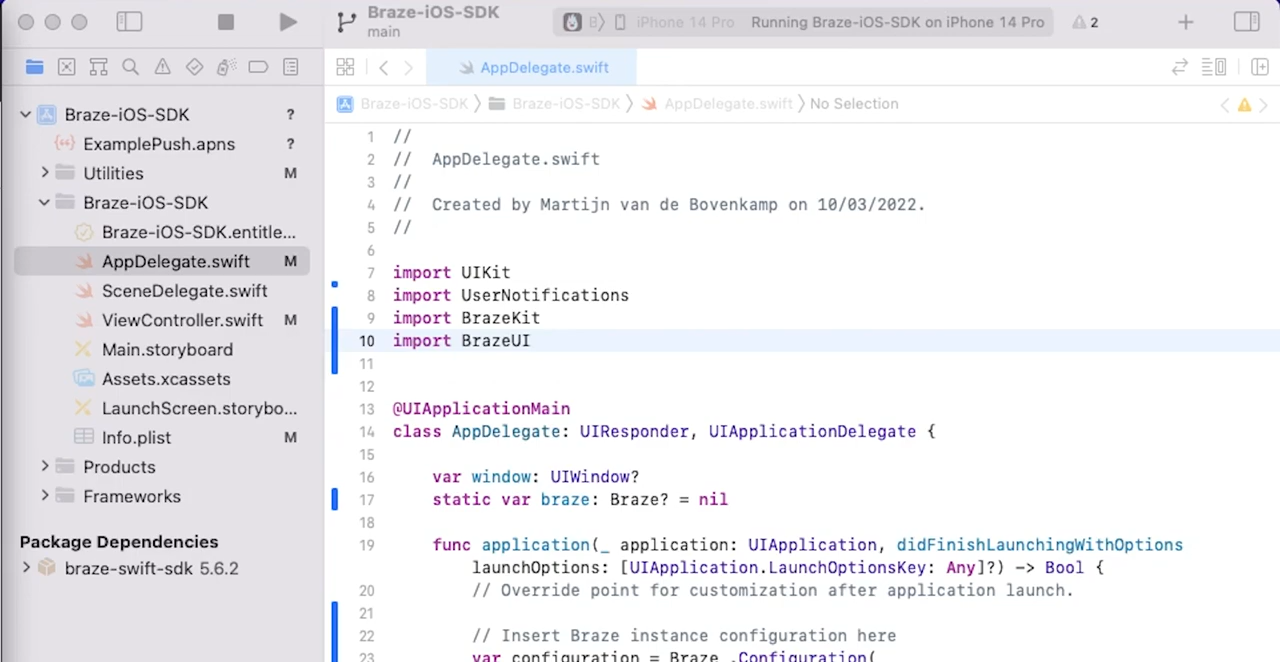 Braze-iOS-SDK
main
B⟩ iPhone 14 Pro Running Braze-iOS-SDK on iPhone 14 Pro
2
AppDelegate.swift
Braze-iOS-SDK ⟩ Braze-iOS-SDK ⟩ AppDelegate.swift ⟩ No Selection
Braze-iOS-SDK ?
ExamplePush.apns ?
Utilities M
Braze-iOS-SDK
Braze-iOS-SDK.entitle...
AppDelegate.swift M
SceneDelegate.swift
ViewController.swift M
Main.storyboard
Assets.xcassets
LaunchScreen.storybo...
Info.plist M
Products
Frameworks
Package Dependencies
braze-swift-sdk 5.6.2
1 //
2 // AppDelegate.swift
3 //
4 // Created by Martijn van de Bovenkamp on 10/03/2022.
5 //
6
7 import UIKit
8 import UserNotifications
9 import BrazeKit
10 import BrazeUI
11
12
13 @UIApplicationMain
14 class AppDelegate: UIResponder, UIApplicationDelegate {
15
16 var window: UIWindow?
17 static var braze: Braze? = nil
18
19 func application(_ application: UIApplication, didFinishLaunchingWithOptions
launchOptions: [UIApplication.LaunchOptionsKey: Any]?) -> Bool {
20 // Override point for customization after application launch.
21
22 // Insert Braze instance configuration here
23 var configuration = Braze .Configuration(